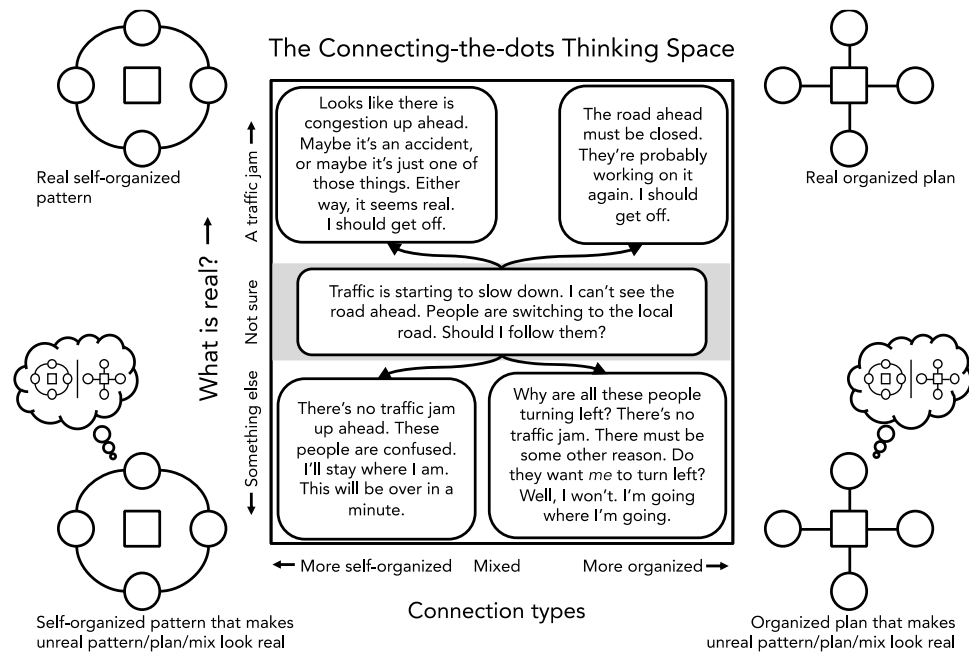 The Connecting-the-dots Thinking Space
Real self-organized
pattern
Real organized plan
What is real? →
A traffic jam →
Not sure
← Something else
Looks like there is
congestion up ahead.
Maybe it's an accident,
or maybe it's just one of
those things. Either
way, it seems real.
I should get off.
The road ahead
must be closed.
They're probably
working on it
again. I should
get off.
Traffic is starting to slow down. I can't see the
road ahead. People are switching to the local
road. Should I follow them?
There's no traffic jam
up ahead. These
people are confused.
I'll stay where I am.
This will be over in a
minute.
Why are all these people
turning left? There's no
traffic jam. There must be
some other reason. Do
they want me to turn left?
Well, I won't. I'm going
where I'm going.
← More self-organized Mixed More organized →
Connection types
Self-organized pattern that makes
unreal pattern/plan/mix look real
Organized plan that makes
unreal pattern/plan/mix look real